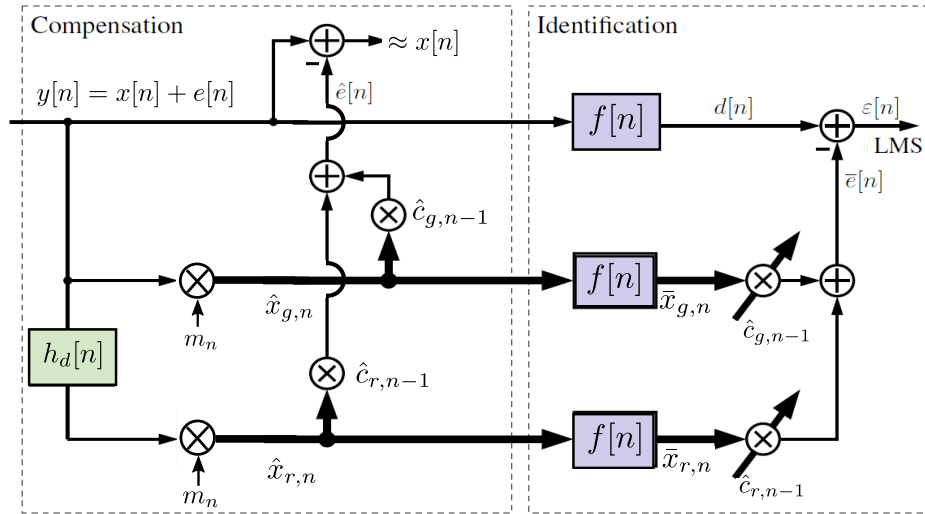 Compensation
≈ x[n]
−
y[n] = x[n] + e[n]
ê[n]
ĉ_{g,n−1}
x̂_{g,n}
m_n
h_d[n]
ĉ_{r,n−1}
x̂_{r,n}
m_n
Identification
f[n]
d[n]
ε[n]
LMS
−
e̅[n]
f[n]
x̅_{g,n}
ĉ_{g,n−1}
f[n]
x̅_{r,n}
ĉ_{r,n−1}